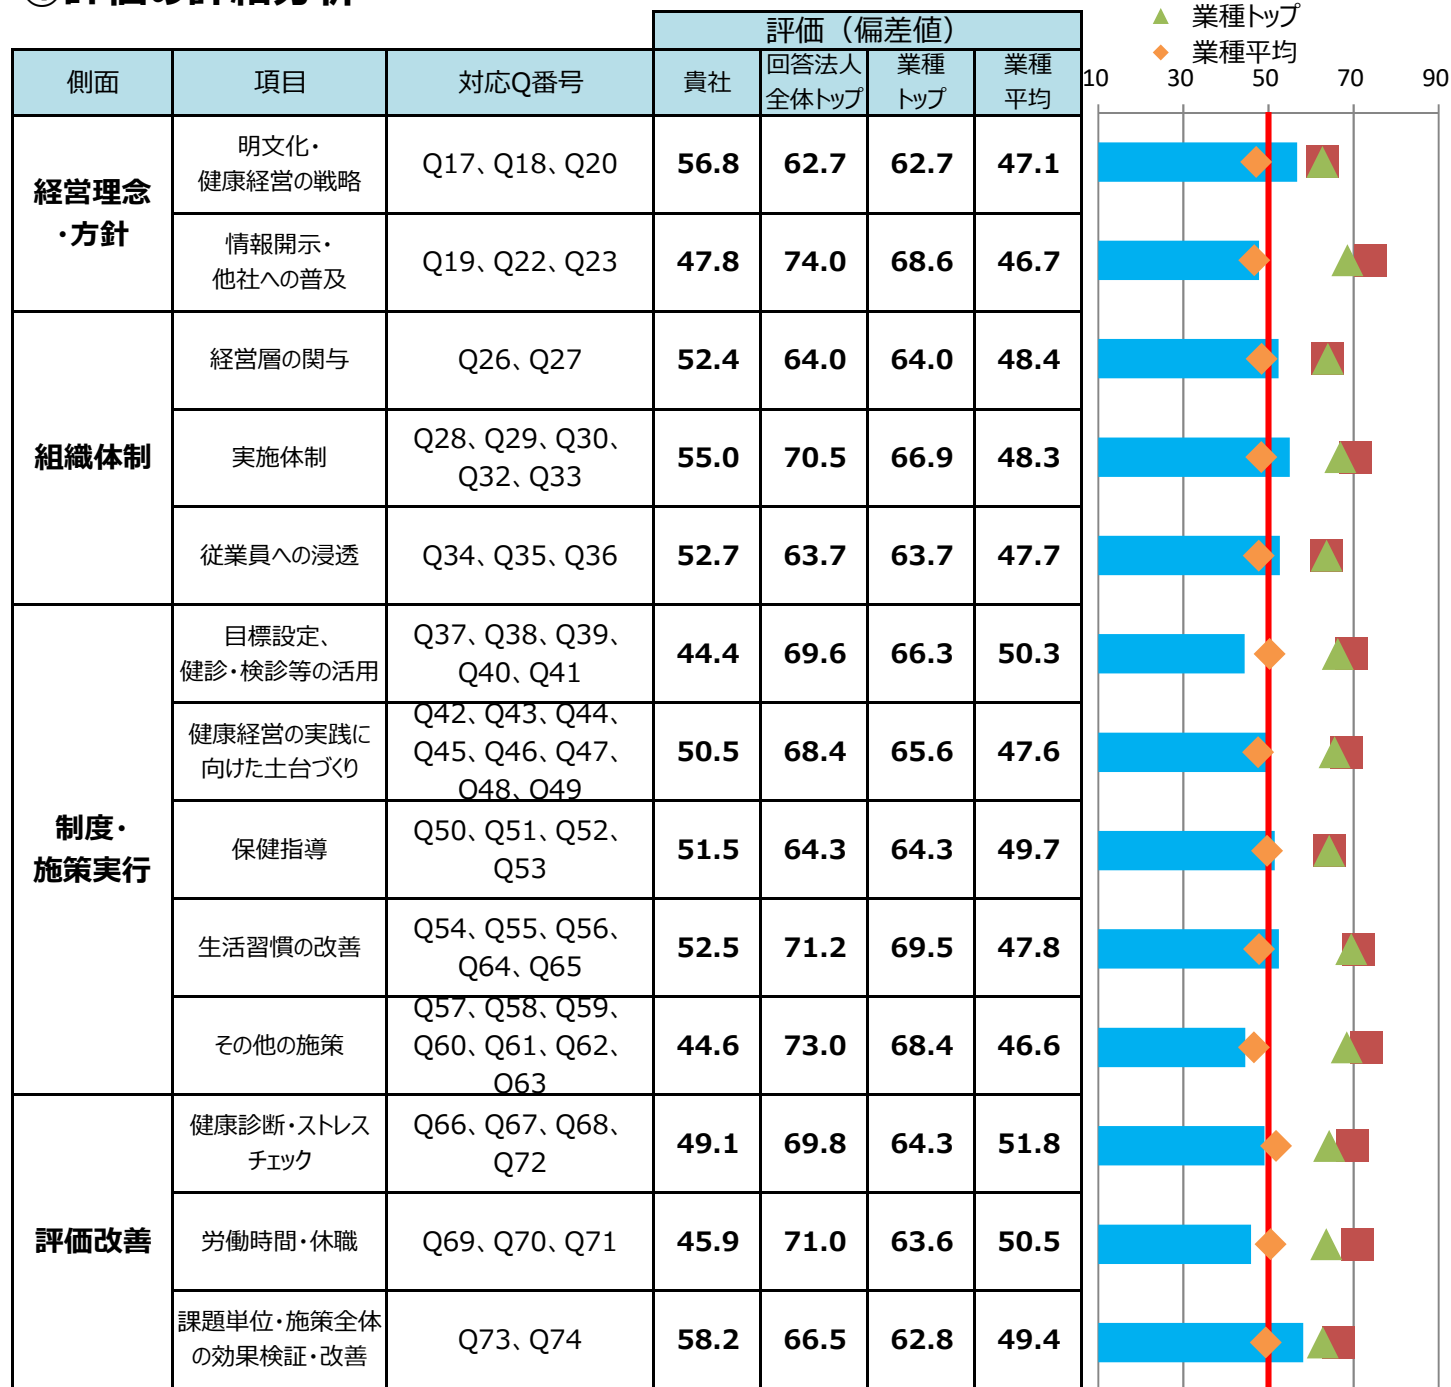 ▲ 業種トップ
◆ 業種平均
10 30 50 70 90
評価（偏差値）
側面 項目 対応Q番号 貴社 回答法人 業種 業種
全体トップ トップ 平均
経営理念
・方針
明文化・
健康経営の戦略
Q17、Q18、Q20 56.8 62.7 62.7 47.1
情報開示・
他社への普及
Q19、Q22、Q23 47.8 74.0 68.6 46.7
組織体制
経営層の関与 Q26、Q27 52.4 64.0 64.0 48.4
実施体制
Q28、Q29、Q30、
Q32、Q33
55.0 70.5 66.9 48.3
従業員への浸透 Q34、Q35、Q36 52.7 63.7 63.7 47.7
制度・
施策実行
目標設定、
健診・検診等の活用
Q37、Q38、Q39、
Q40、Q41
44.4 69.6 66.3 50.3
健康経営の実践に
向けた土台づくり
Q42、Q43、Q44、
Q45、Q46、Q47、
Q48、Q49
50.5 68.4 65.6 47.6
保健指導
Q50、Q51、Q52、
Q53
51.5 64.3 64.3 49.7
生活習慣の改善
Q54、Q55、Q56、
Q64、Q65
52.5 71.2 69.5 47.8
その他の施策
Q57、Q58、Q59、
Q60、Q61、Q62、
Q63
44.6 73.0 68.4 46.6
評価改善
健康診断・ストレス
チェック
Q66、Q67、Q68、
Q72
49.1 69.8 64.3 51.8
労働時間・休職 Q69、Q70、Q71 45.9 71.0 63.6 50.5
課題単位・施策全体
の効果検証・改善
Q73、Q74 58.2 66.5 62.8 49.4